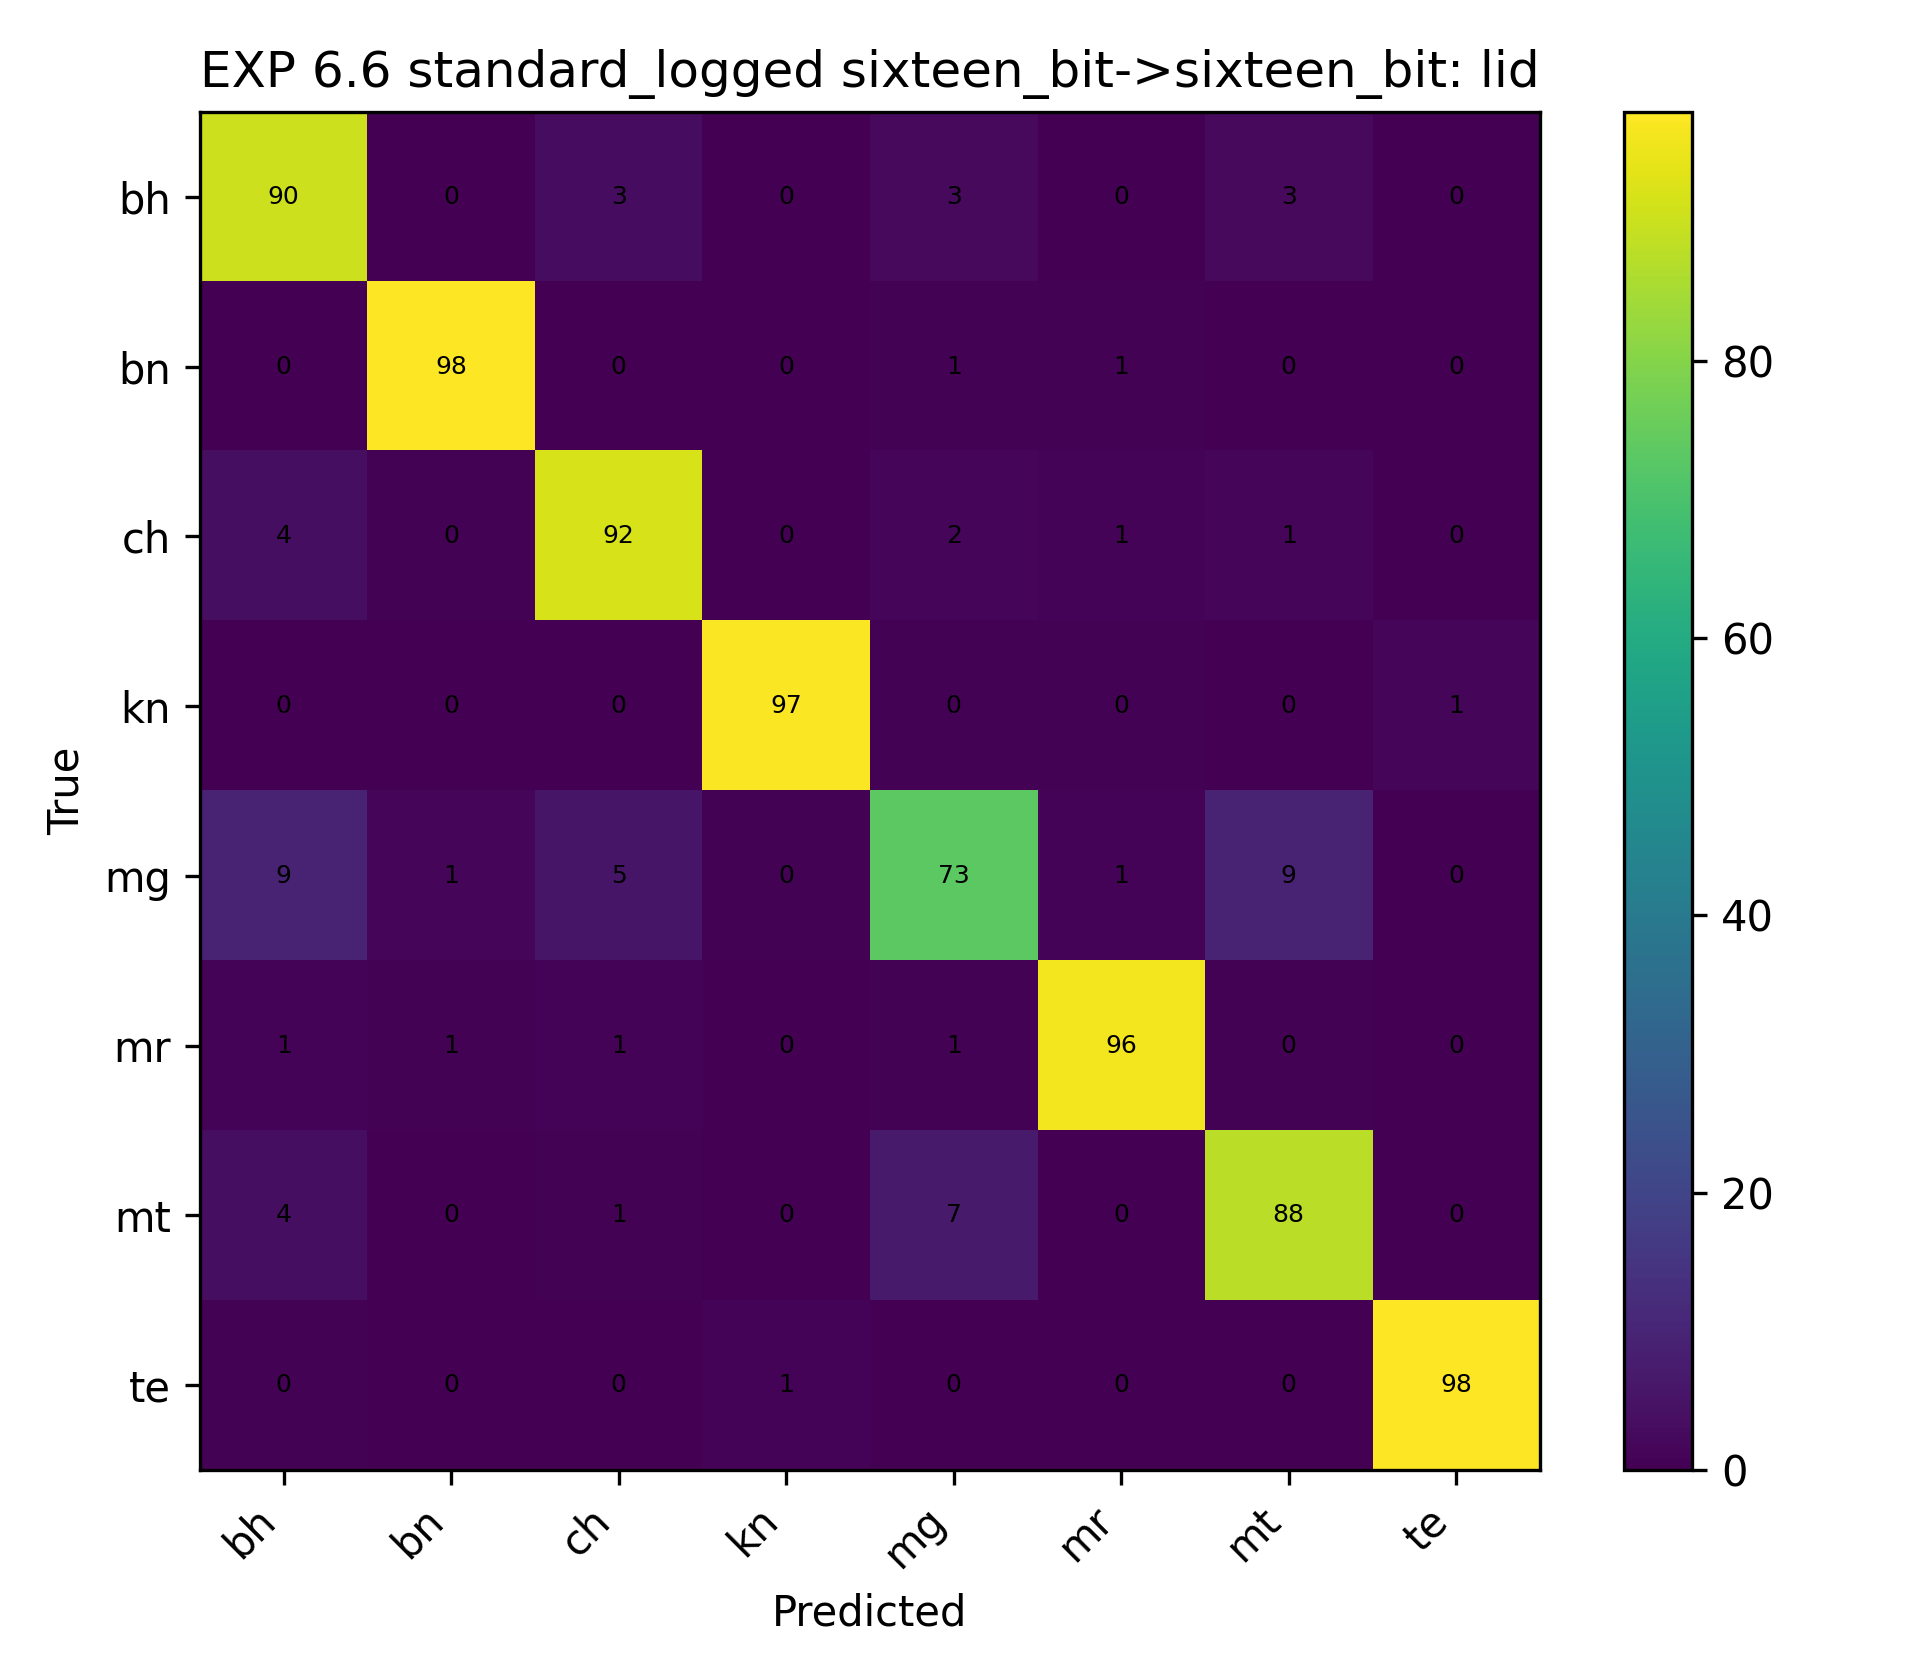 EXP 6.6 standard_logged sixteen_bit->sixteen_bit: lid
True
bh 90 0 3 0 3 0 3 0
bn 0 98 0 0 1 1 0 0
ch 4 0 92 0 2 1 1 0
kn 0 0 0 97 0 0 0 1
mg 9 1 5 0 73 1 9 0
mr 1 1 1 0 1 96 0 0
mt 4 0 1 0 7 0 88 0
te 0 0 0 1 0 0 0 98
bh bn ch kn mg mr mt te
Predicted
80
60
40
20
0